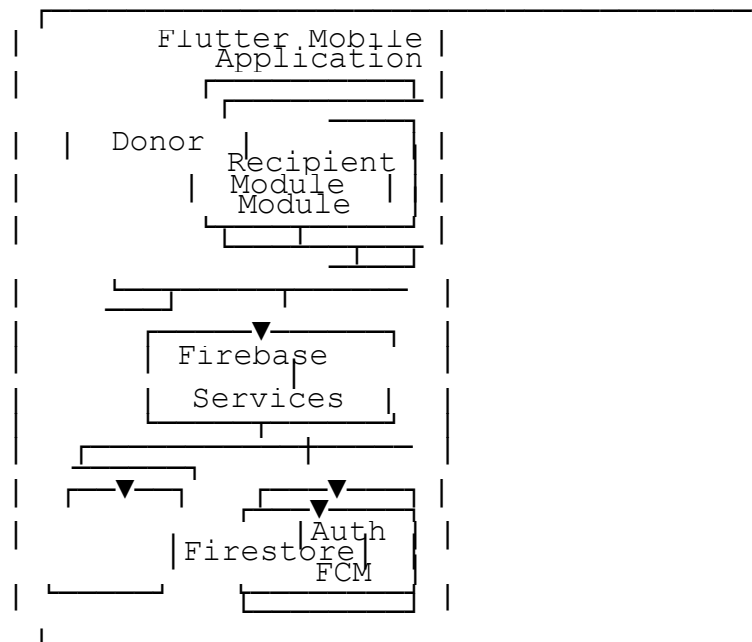 Flutter Mobile
Application
Donor
Recipient
Module
Module
Firebase
Services
Auth
Firestore
FCM